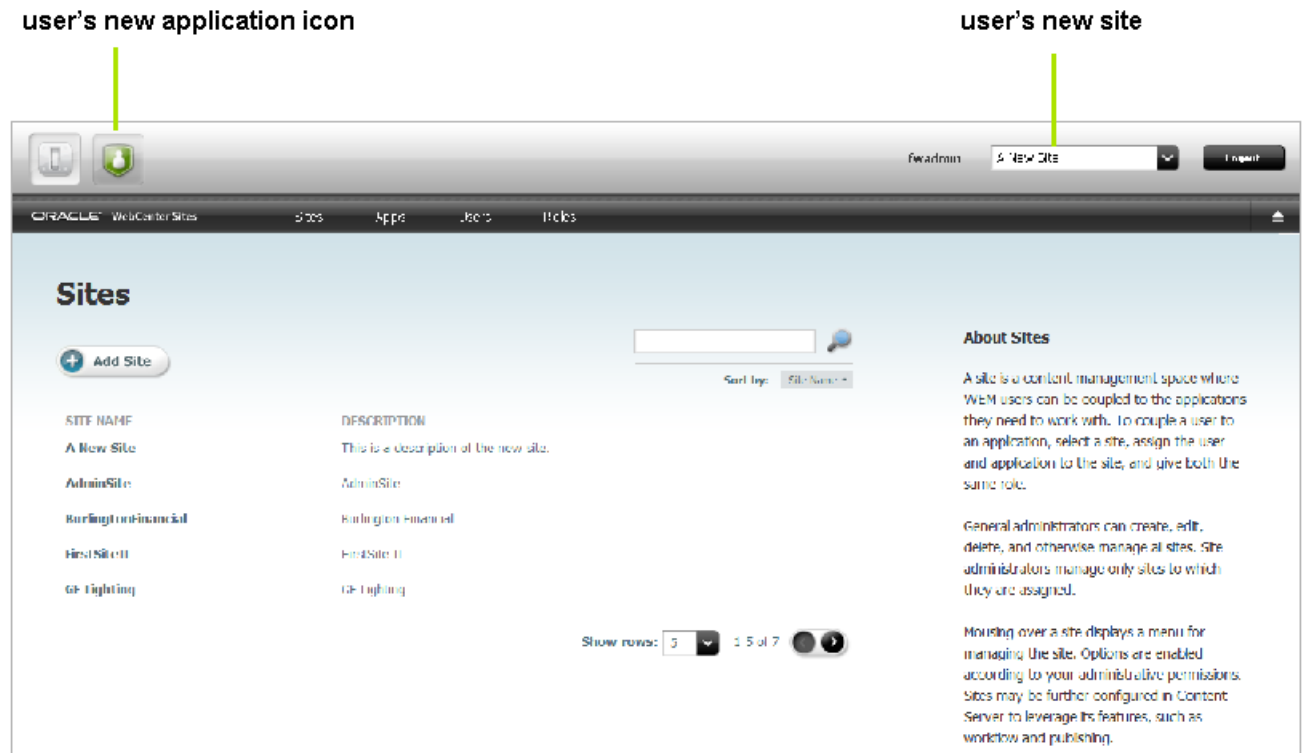 user's new application icon
user's new site
fwadmin
A New Site
Logout
ORACLE WebCenter Sites
Sites
Apps
Users
Roles
Sites
Add Site
Sort by: Site Name
SITE NAME
DESCRIPTION
A New Site
This is a description of the new site.
AdminSite
AdminSite
BurlingtonFinancial
Burlington Financial
FirstSiteII
FirstSite II
GE Lighting
GE Lighting
Show rows: 5
1-5 of 7
About Sites
A site is a content management space where
WEM users can be coupled to the applications
they need to work with. To couple a user to
an application, select a site, assign the user
and application to the site, and give both the
same role.
General administrators can create, edit,
delete, and otherwise manage all sites. Site
administrators manage only sites to which
they are assigned.
Mousing over a site displays a menu for
managing the site. Options are enabled
according to your administrative permissions.
Sites may be further configured in Content
Server to leverage its features, such as
workflow and publishing.